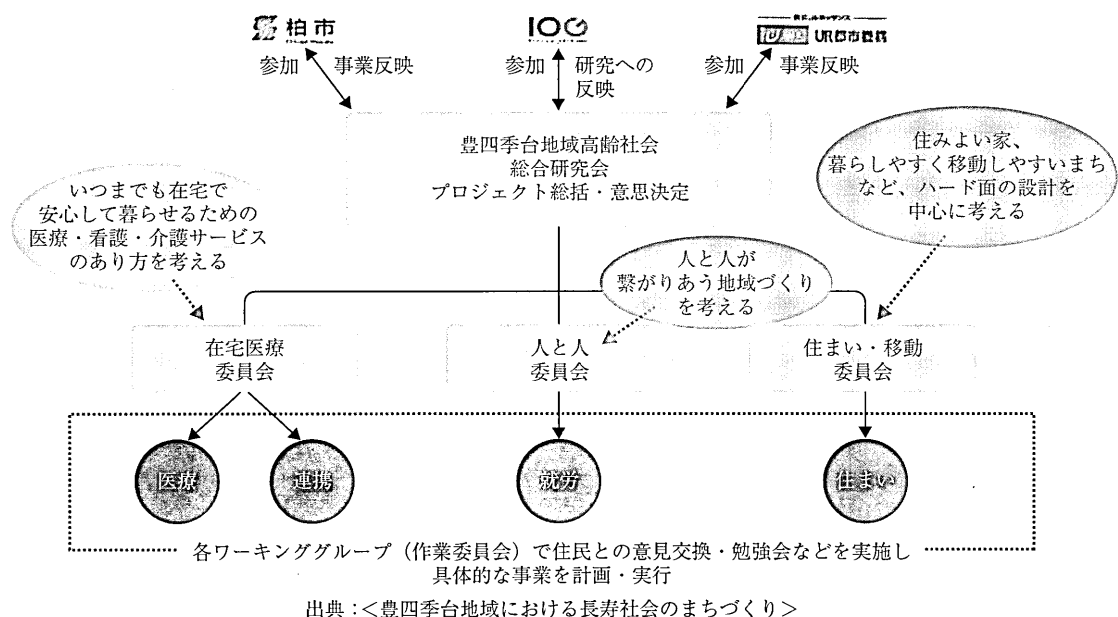 柏市
IOG
UR都市機構
参加 事業反映
参加 研究への
反映
参加 事業反映
豊四季台地域高齢社会
総合研究会
プロジェクト総括・意思決定
いつまでも在宅で
安心して暮らせるための
医療・看護・介護サービス
のあり方を考える
住みよい家、
暮らしやすく移動しやすいまち
など、ハード面の設計を
中心に考える
人と人が
繋がりあう地域づくり
を考える
在宅医療
委員会
人と人
委員会
住まい・移動
委員会
医療
連携
就労
住まい
各ワーキンググループ（作業委員会）で住民との意見交換・勉強会などを実施し
具体的な事業を計画・実行
出典：＜豊四季台地域における長寿社会のまちづくり＞